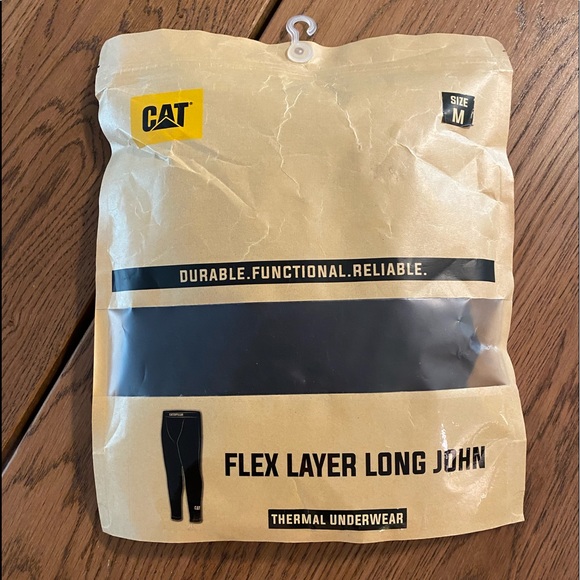 CAT
SIZE
M
DURABLE.FUNCTIONAL.RELIABLE.
FLEX LAYER LONG JOHN
THERMAL UNDERWEAR